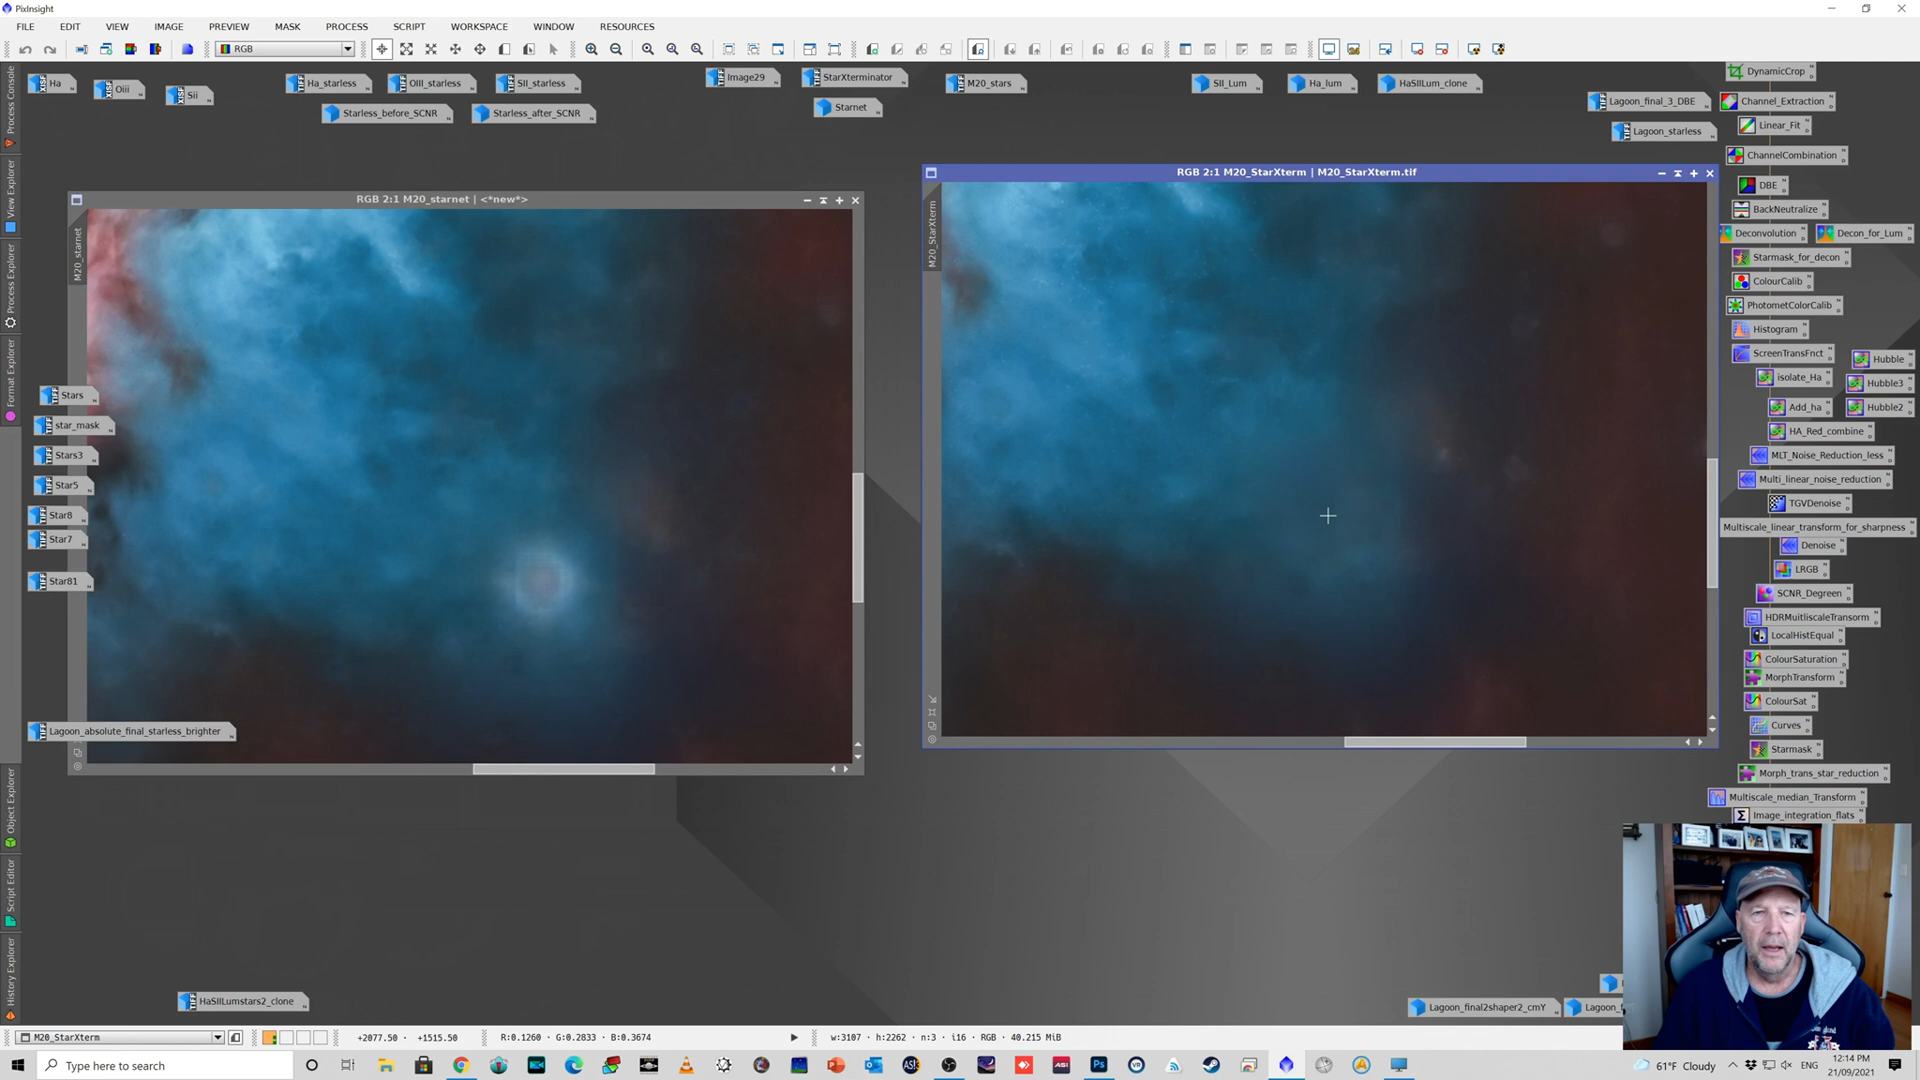 PixInsight
FILE EDIT VIEW IMAGE PREVIEW MASK PROCESS SCRIPT WORKSPACE WINDOW RESOURCES
RGB
Process Console
View Explorer
Process Explorer
Format Explorer
Object Explorer
Script Editor
History Explorer
Ha
Oiii
Sii
Ha_starless
OIII_starless
SII_starless
Starless_before_SCNR
Starless_after_SCNR
Image29
StarXterminator
Starnet
M20_stars
SII_Lum
Ha_lum
HaSIILum_clone
Lagoon_final_3_DBE
Lagoon_starless
RGB 2:1 M20_starnet | <*new*>
M20_starnet
RGB 2:1 M20_StarXterm | M20_StarXterm.tif
M20_StarXterm
Stars
star_mask
Stars3
Star5
Star8
Star7
Star81
Lagoon_absolute_final_starless_brighter
HaSIILumstars2_clone
DynamicCrop
Channel_Extraction
Linear_Fit
ChannelCombination
DBE
BackNeutralize
Deconvolution
Decon_for_Lum
Starmask_for_decon
ColourCalib
PhotometColorCalib
Histogram
ScreenTransFnct
Hubble
isolate_Ha
Hubble3
Add_ha
Hubble2
HA_Red_combine
MLT_Noise_Reduction_less
Multi_linear_noise_reduction
TGVDenoise
Multiscale_linear_transform_for_sharpness
Denoise
LRGB
SCNR_Degreen
HDRMuitliscaleTransorm
LocalHistEqual
ColourSaturation
MorphTransform
ColourSat
Curves
Starmask
Morph_trans_star_reduction
Multiscale_median_Transform
Image_integration_flats
Lagoon_final2shaper2_cmY
M20_StarXterm
+2077.50 · +1515.50
R:0.1260 · G:0.2833 · B:0.3674
w:3107 · h:2262 · n:3 · i16 · RGB · 40.215 MiB
Type here to search
61°F Cloudy
ENG
12:14 PM
21/09/2021